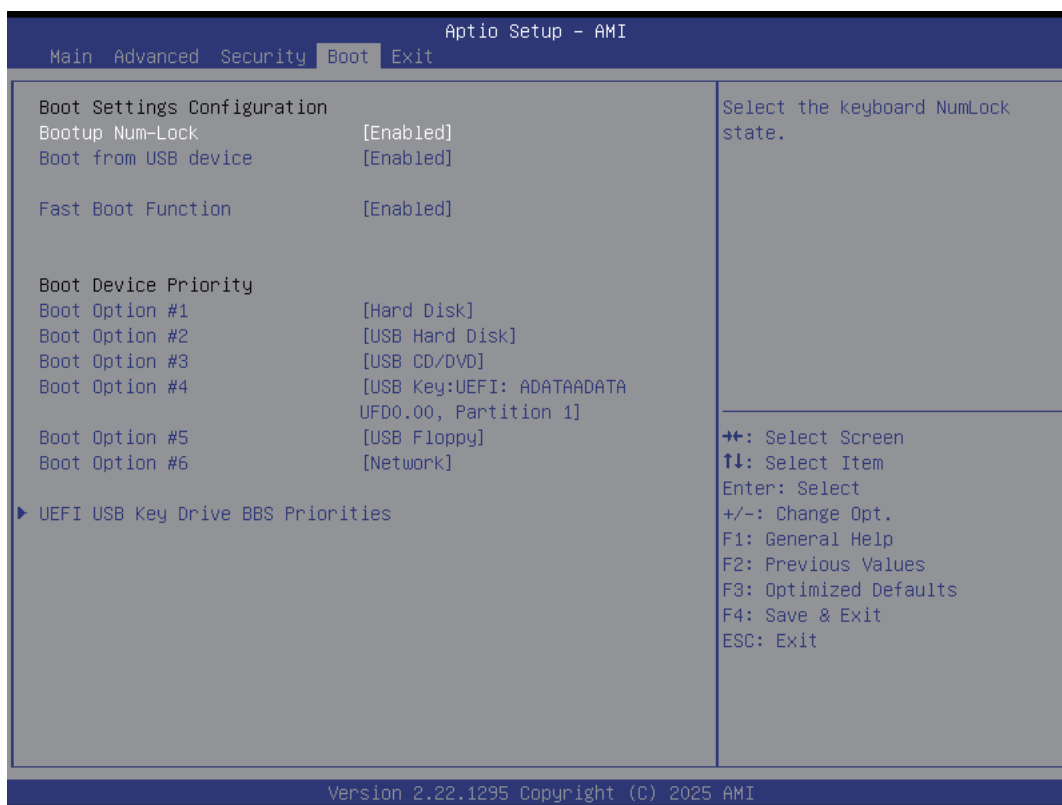 Aptio Setup – AMI
Main Advanced Security Boot Exit
Boot Settings Configuration
Bootup Num-Lock [Enabled]
Boot from USB device [Enabled]
Fast Boot Function [Enabled]
Boot Device Priority
Boot Option #1 [Hard Disk]
Boot Option #2 [USB Hard Disk]
Boot Option #3 [USB CD/DVD]
Boot Option #4 [USB Key:UEFI: ADATAADATA
UFD0.00, Partition 1]
Boot Option #5 [USB Floppy]
Boot Option #6 [Network]
▶ UEFI USB Key Drive BBS Priorities
Select the keyboard NumLock
state.
→←: Select Screen
↑↓: Select Item
Enter: Select
+/-: Change Opt.
F1: General Help
F2: Previous Values
F3: Optimized Defaults
F4: Save & Exit
ESC: Exit
Version 2.22.1295 Copyright (C) 2025 AMI